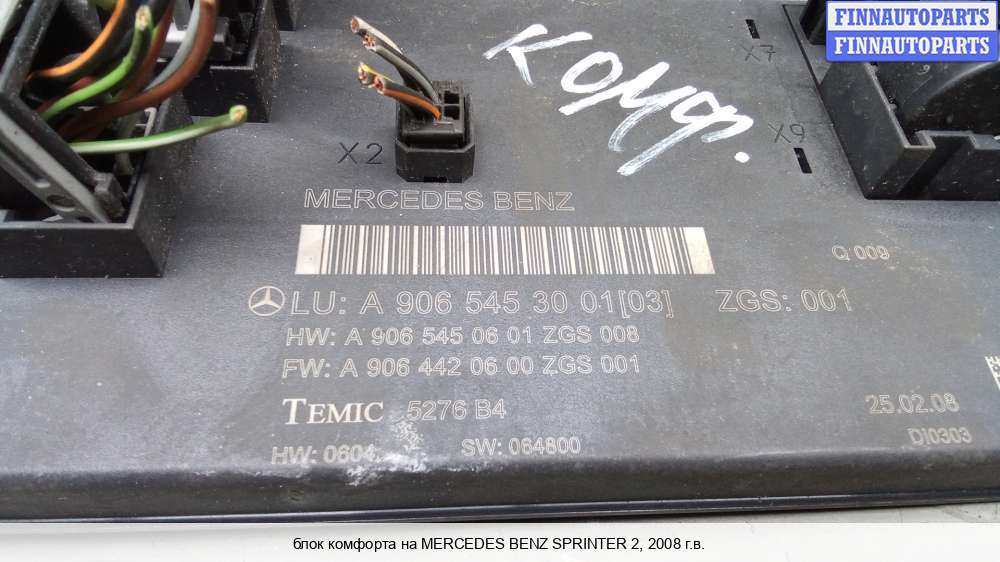 FINNAUTOPARTS
FINNAUTOPARTS
X7
Комф.
X9
X2
MERCEDES BENZ
Q 009
LU: A 906 545 30 01[03] ZGS: 001
HW: A 906 545 06 01 ZGS 008
FW: A 906 442 06 00 ZGS 001
TEMIC 5276 B4
25.02.08
DI0303
HW: 0604
SW: 064800
блок комфорта на MERCEDES BENZ SPRINTER 2, 2008 г.в.